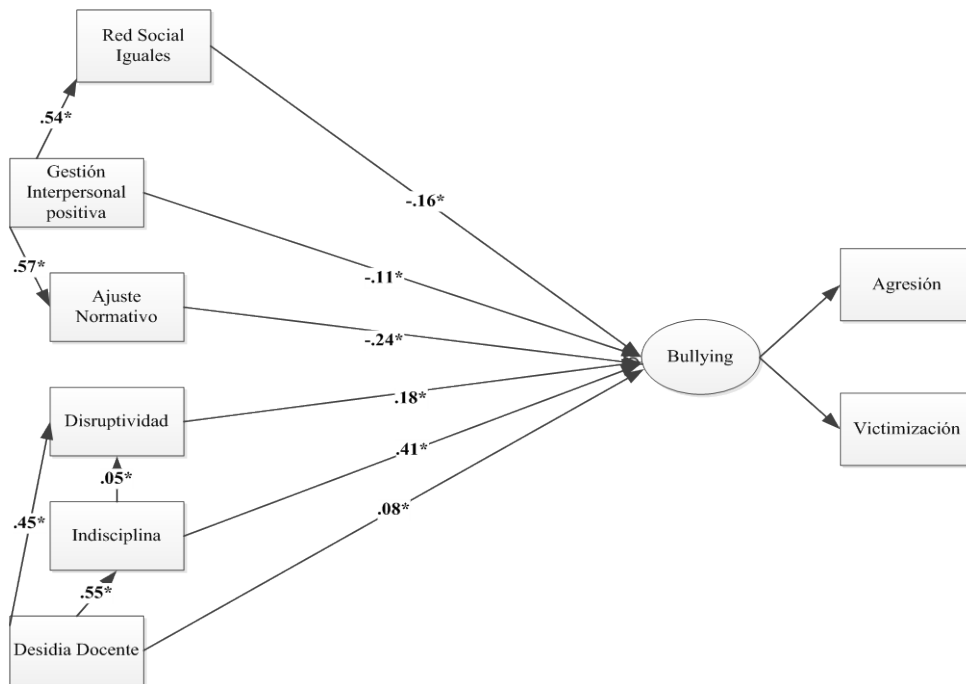 Red Social
Iguales
.54*
Gestión
Interpersonal
positiva
-.16*
.57*
-.11*
Ajuste
Normativo
-.24*
Agresión
Bullying
Disruptividad
.18*
Victimización
.41*
.05*
.45*
Indisciplina
.08*
.55*
Desidia Docente